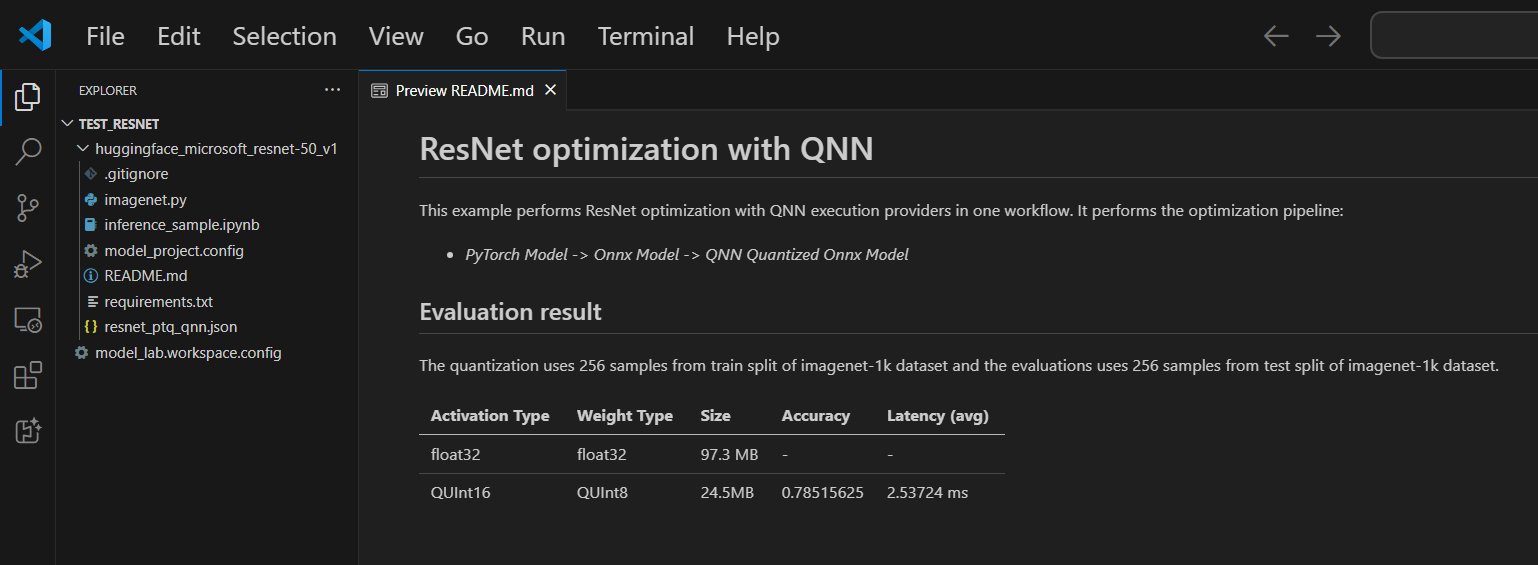 File Edit Selection View Go Run Terminal Help
EXPLORER ···
Preview README.md
TEST_RESNET
huggingface_microsoft_resnet-50_v1
.gitignore
imagenet.py
inference_sample.ipynb
model_project.config
README.md
requirements.txt
resnet_ptq_qnn.json
model_lab.workspace.config
ResNet optimization with QNN
This example performs ResNet optimization with QNN execution providers in one workflow. It performs the optimization pipeline:
• PyTorch Model -> Onnx Model -> QNN Quantized Onnx Model
Evaluation result
The quantization uses 256 samples from train split of imagenet-1k dataset and the evaluations uses 256 samples from test split of imagenet-1k dataset.
Activation Type Weight Type Size Accuracy Latency (avg)
float32 float32 97.3 MB - -
QUInt16 QUInt8 24.5MB 0.78515625 2.53724 ms